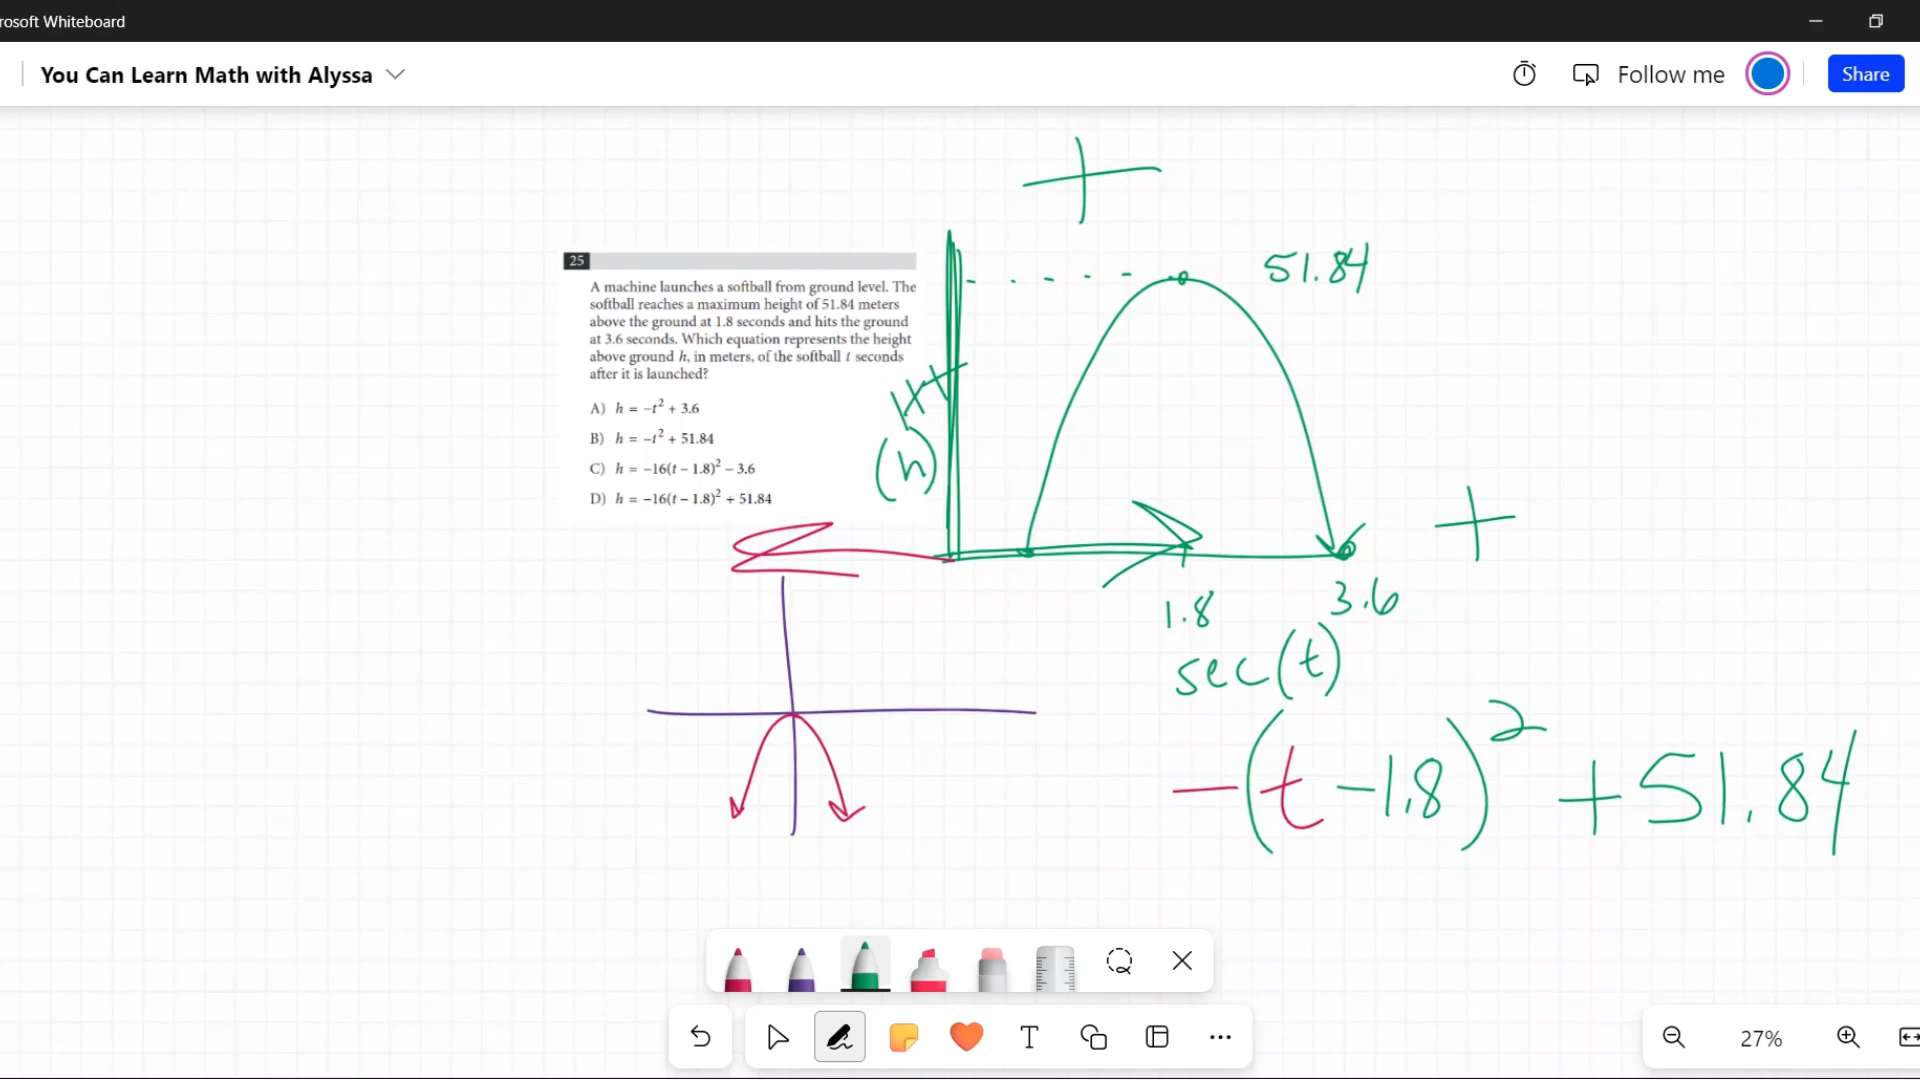 rosoft Whiteboard
You Can Learn Math with Alyssa
Follow me
Share
25
A machine launches a softball from ground level. The
softball reaches a maximum height of 51.84 meters
above the ground at 1.8 seconds and hits the ground
at 3.6 seconds. Which equation represents the height
above ground h, in meters, of the softball t seconds
after it is launched?
A) h = −t² + 3.6
B) h = −t² + 51.84
C) h = −16(t − 1.8)² − 3.6
D) h = −16(t − 1.8)² + 51.84
+
51.84
Ht
(h)
+
1.8
3.6
sec(t)
−(t −1.8)² +51.84
T
27%